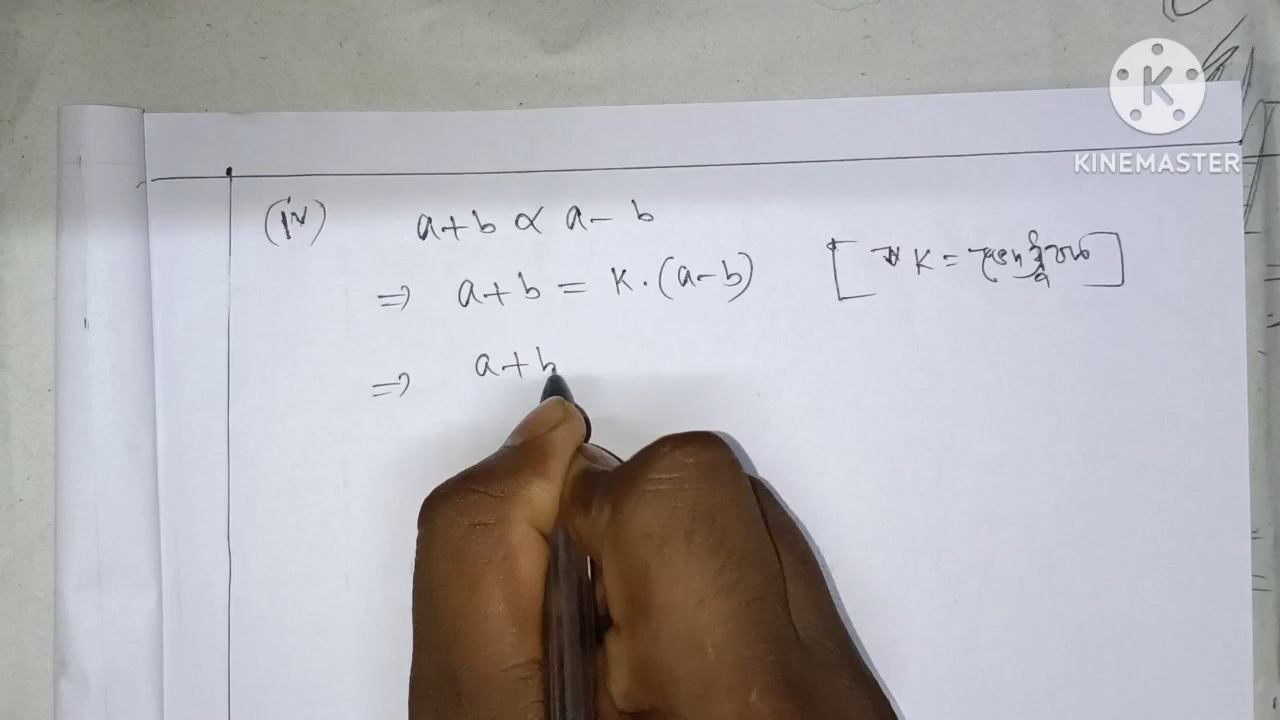 KINEMASTER
(iv) a+b ∝ a-b
⇒ a+b = K.(a-b) [K =]
⇒ a+b